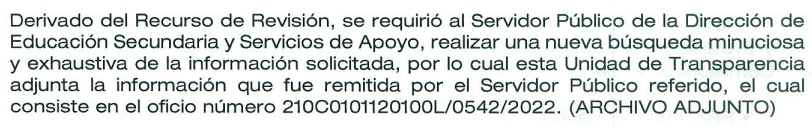 Derivado del Recurso de Revisión, se requirió al Servidor Público de la Dirección de
Educación Secundaria y Servicios de Apoyo, realizar una nueva búsqueda minuciosa
y exhaustiva de la información solicitada, por lo cual esta Unidad de Transparencia
adjunta la información que fue remitida por el Servidor Público referido, el cual
consiste en el oficio número 210C0101120100L/0542/2022. (ARCHIVO ADJUNTO)